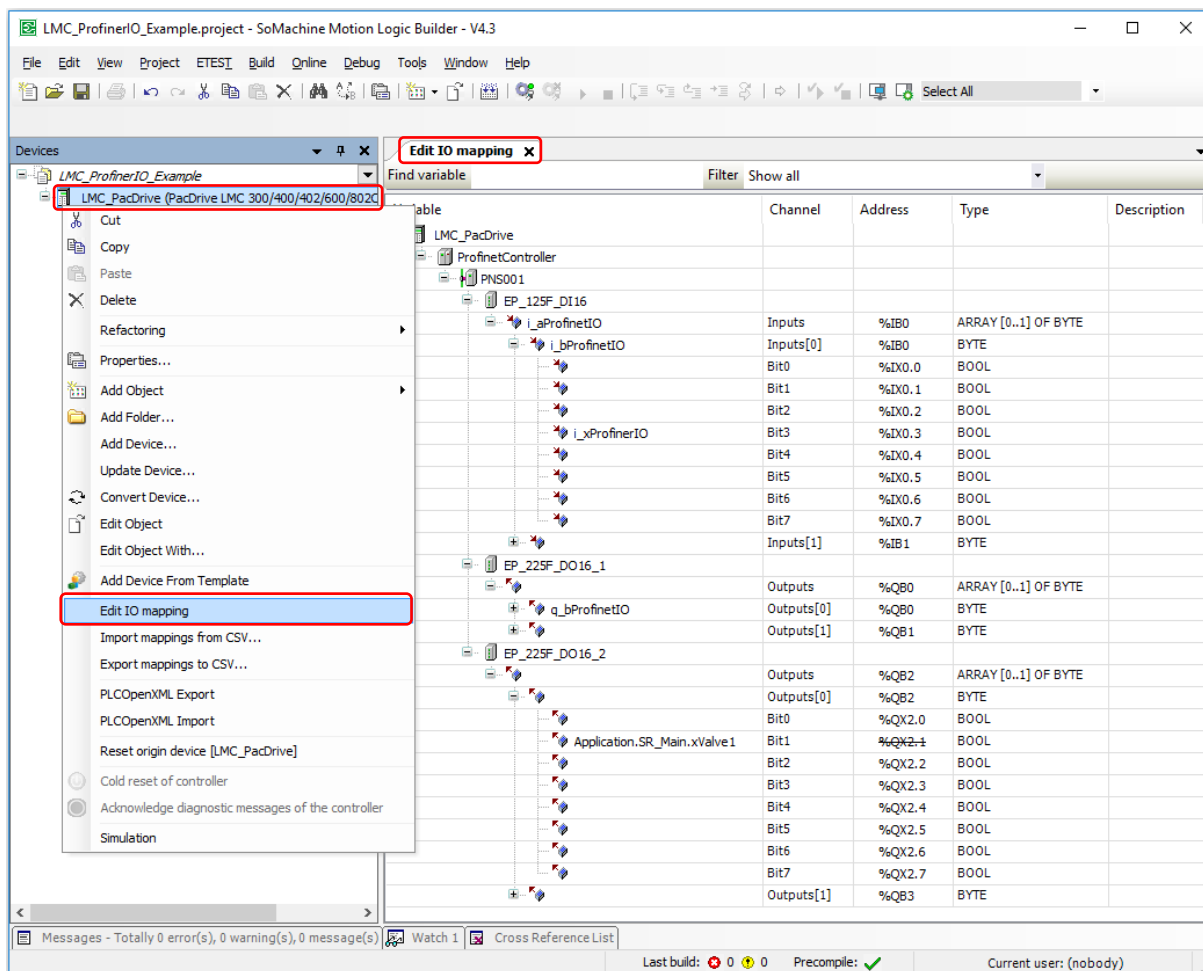 LMC_ProfinerIO_Example.project - SoMachine Motion Logic Builder - V4.3
File Edit View Project ETEST Build Online Debug Tools Window Help
Select All
Devices
Edit IO mapping
LMC_ProfinerIO_Example
Find variable Filter Show all
LMC_PacDrive (PacDrive LMC 300/400/402/600/802C
able Channel Address Type Description
Cut
LMC_PacDrive
Copy
ProfinetController
Paste
PNS001
Delete
EP_125F_DI16
i_aProfinetIO Inputs %IB0 ARRAY [0..1] OF BYTE
Refactoring
i_bProfinetIO Inputs[0] %IB0 BYTE
Properties...
Bit0 %IX0.0 BOOL
Add Object
Bit1 %IX0.1 BOOL
Add Folder...
Bit2 %IX0.2 BOOL
i_xProfinerIO Bit3 %IX0.3 BOOL
Add Device...
Bit4 %IX0.4 BOOL
Update Device...
Bit5 %IX0.5 BOOL
Convert Device...
Bit6 %IX0.6 BOOL
Edit Object
Bit7 %IX0.7 BOOL
Edit Object With...
Inputs[1] %IB1 BYTE
EP_225F_DO16_1
Add Device From Template
Outputs %QB0 ARRAY [0..1] OF BYTE
Edit IO mapping
q_bProfinetIO Outputs[0] %QB0 BYTE
Import mappings from CSV...
Outputs[1] %QB1 BYTE
EP_225F_DO16_2
Export mappings to CSV...
Outputs %QB2 ARRAY [0..1] OF BYTE
PLCOpenXML Export
Outputs[0] %QB2 BYTE
PLCOpenXML Import
Bit0 %QX2.0 BOOL
Application.SR_Main.xValve1 Bit1 %QX2.1 BOOL
Reset origin device [LMC_PacDrive]
Bit2 %QX2.2 BOOL
Cold reset of controller
Bit3 %QX2.3 BOOL
Acknowledge diagnostic messages of the controller
Bit4 %QX2.4 BOOL
Bit5 %QX2.5 BOOL
Simulation
Bit6 %QX2.6 BOOL
Bit7 %QX2.7 BOOL
Outputs[1] %QB3 BYTE
Messages - Totally 0 error(s), 0 warning(s), 0 message(s) Watch 1 Cross Reference List
Last build: 0 0 Precompile: Current user: (nobody)